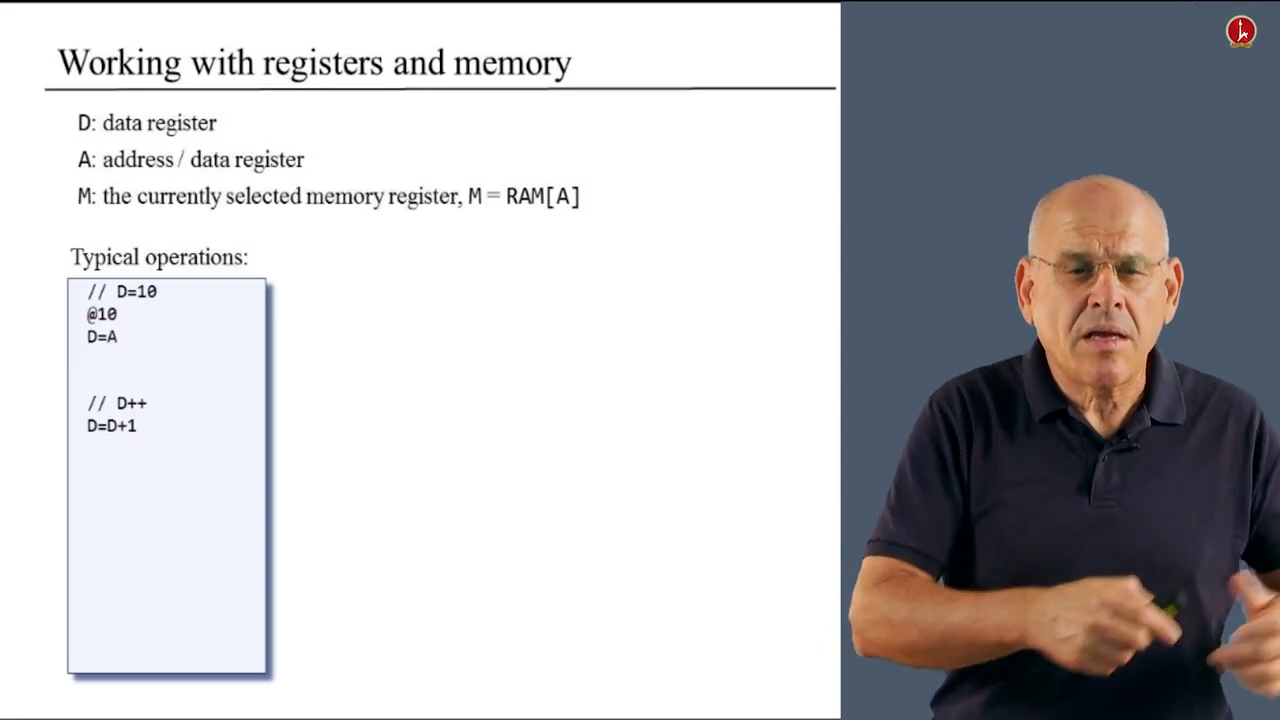 Working with registers and memory
D: data register
A: address / data register
M: the currently selected memory register, M = RAM[A]
Typical operations:
// D=10
@10
D=A
// D++
D=D+1